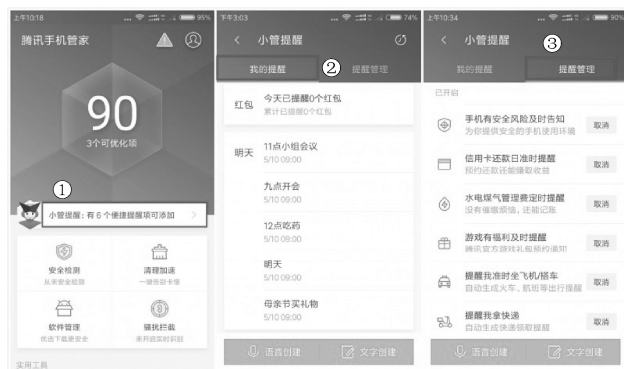 上午10:18
... 95%
腾讯手机管家
90
3个可优化项
①
小管提醒：有 6 个便捷提醒项可添加
安全检测
从未安全检测
清理加速
一键告别卡慢
软件管理
优选下载更安全
骚扰拦截
未开启实时识别
实用工具
下午3:03
... 74%
小管提醒
我的提醒
②
提醒管理
红包
今天已提醒0个红包
累计已提醒0个红包
明天
11点小组会议
5/10 09:00
九点开会
5/10 09:00
12点吃药
5/10 09:00
明天
5/10 09:00
母亲节买礼物
5/10 09:00
语音创建
文字创建
上午10:34
... 90%
小管提醒
③
我的提醒
提醒管理
已开启
手机有安全风险及时告知
为你提供安全的手机使用环境
取消
信用卡还款日准时提醒
预约还款还能赚取收益
取消
水电煤气管理费定时提醒
没有催缴烦恼，还能记账
取消
游戏有福利及时提醒
腾讯官方游戏礼包预约通知
取消
提醒我准时坐飞机/搭车
自动生成火车、航班等出行提醒
取消
提醒我拿快递
自动生成快递领取提醒
取消
语音创建
文字创建